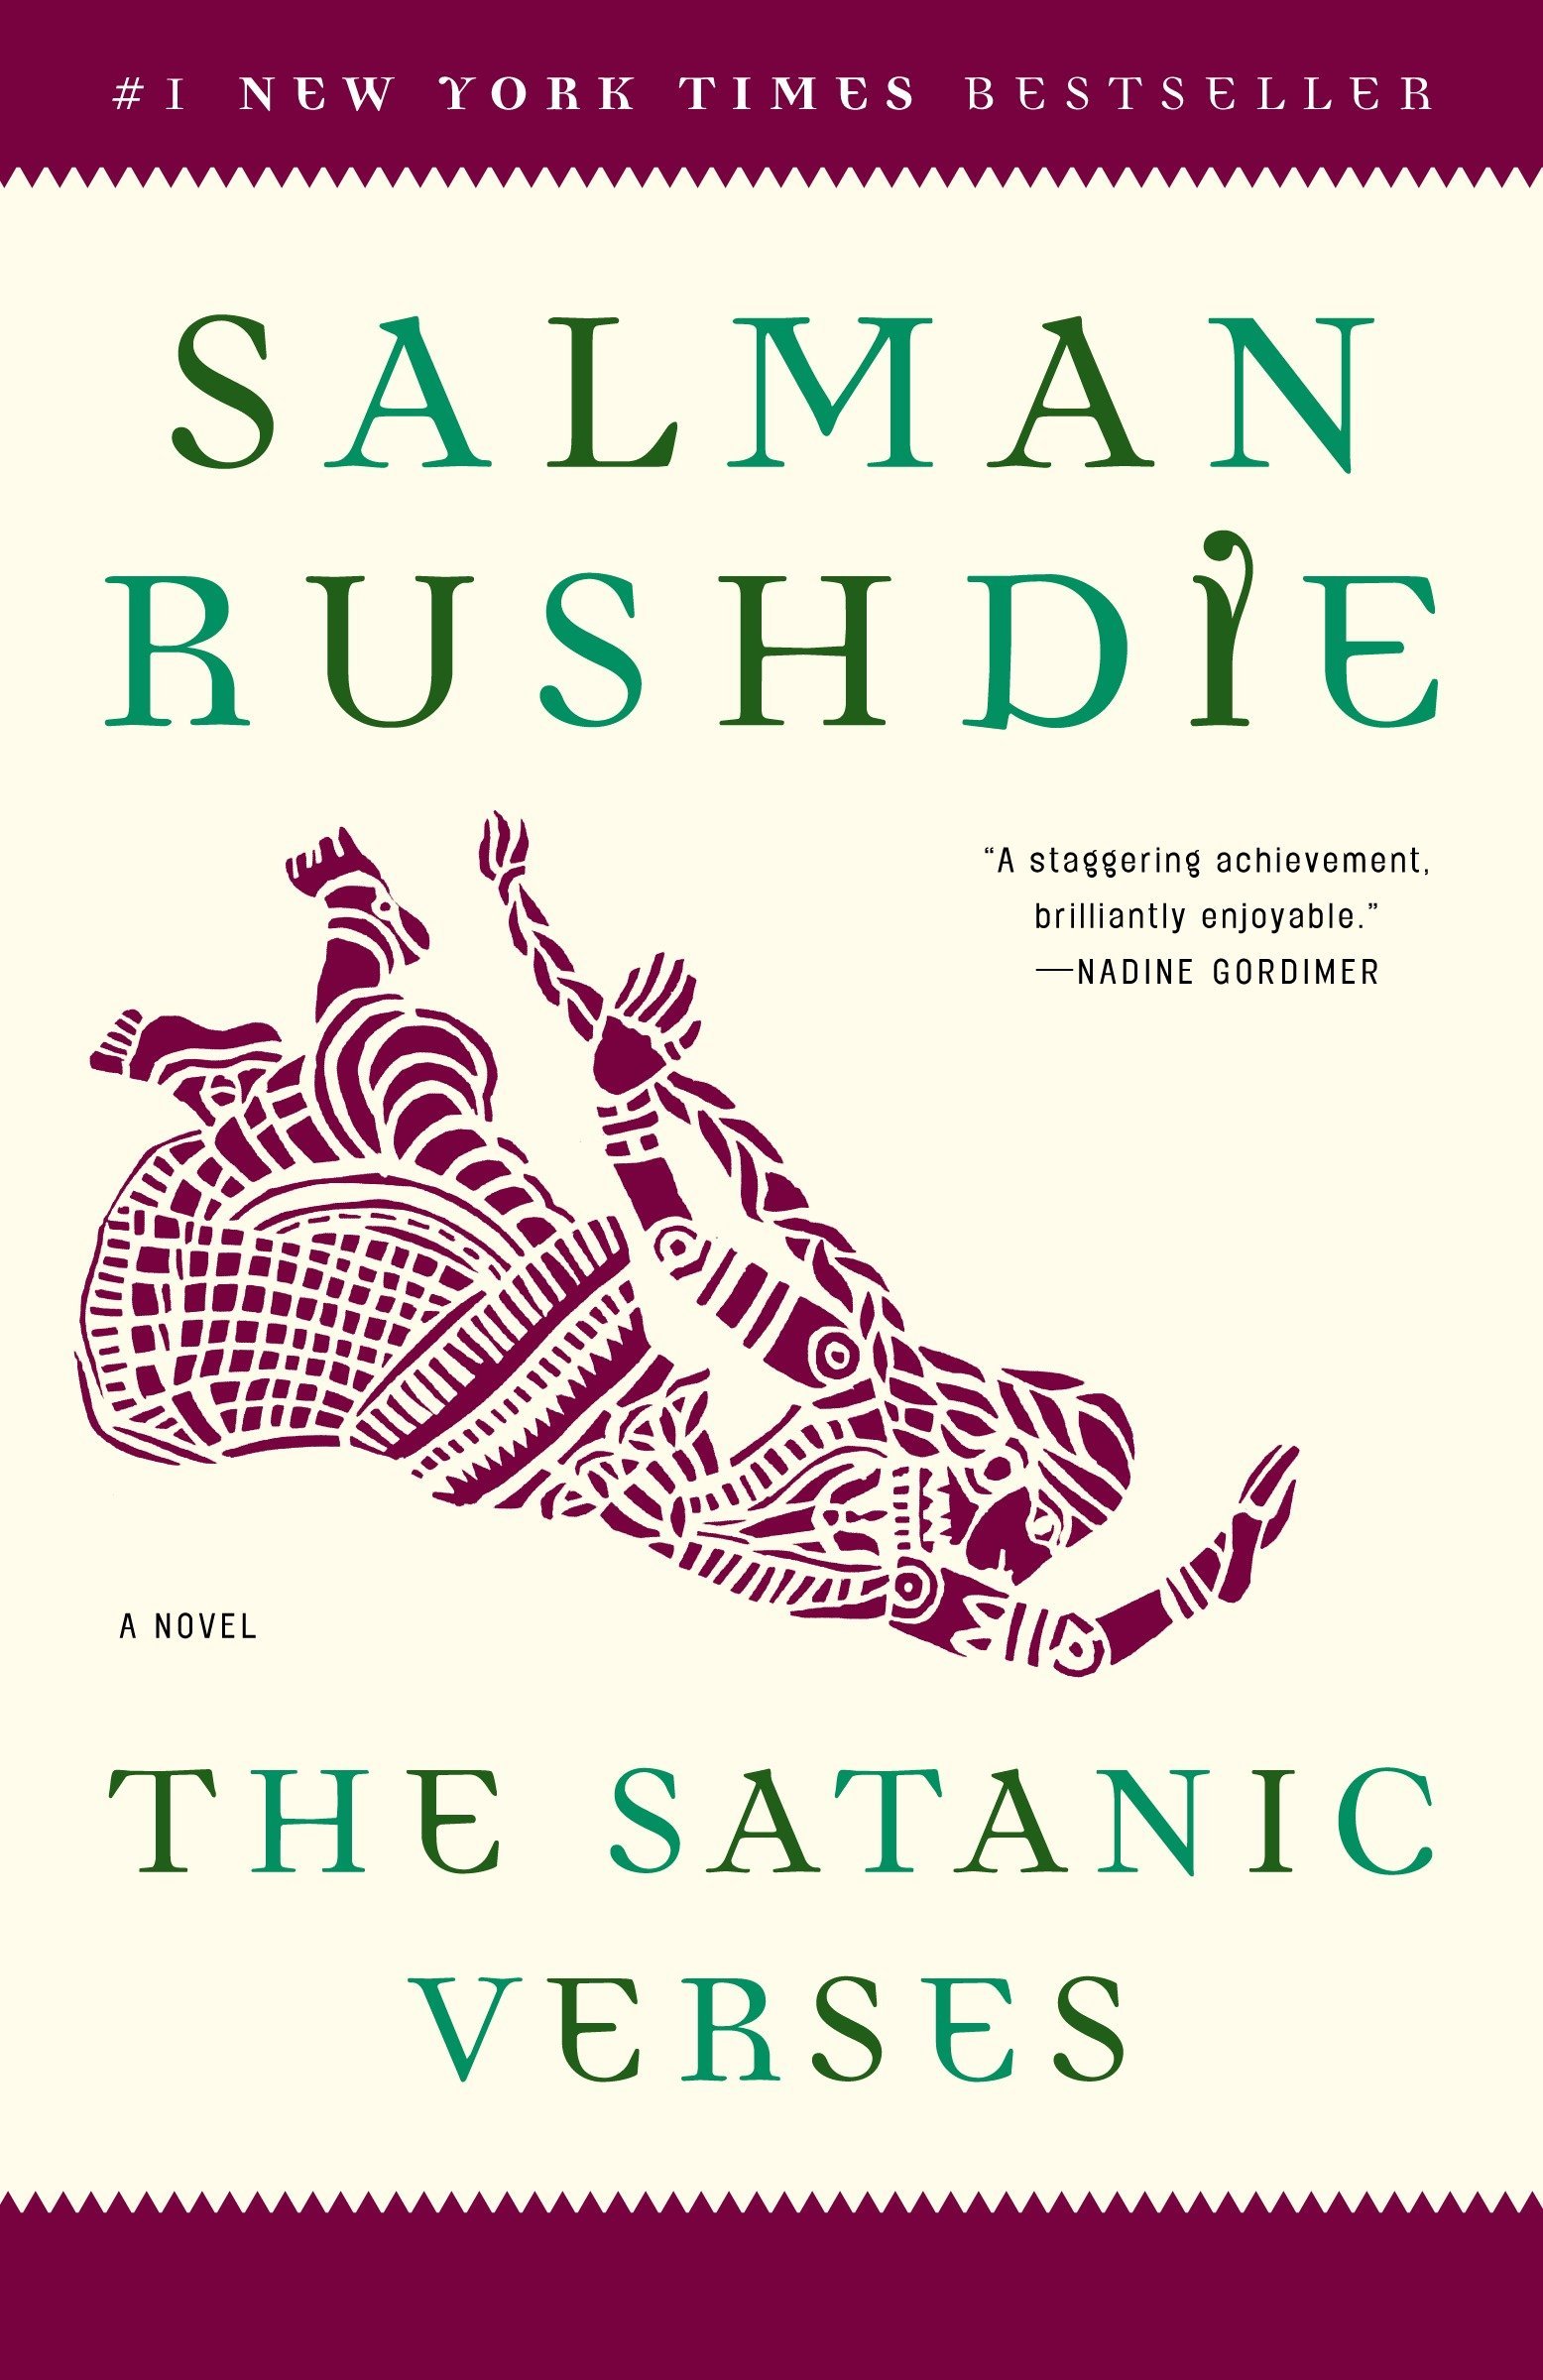 #1 NEW YORK TIMES BESTSELLER
SALMAN
RUSHDIE
“A staggering achievement,
brilliantly enjoyable.”
—NADINE GORDIMER
A NOVEL
THE SATANIC
VERSES